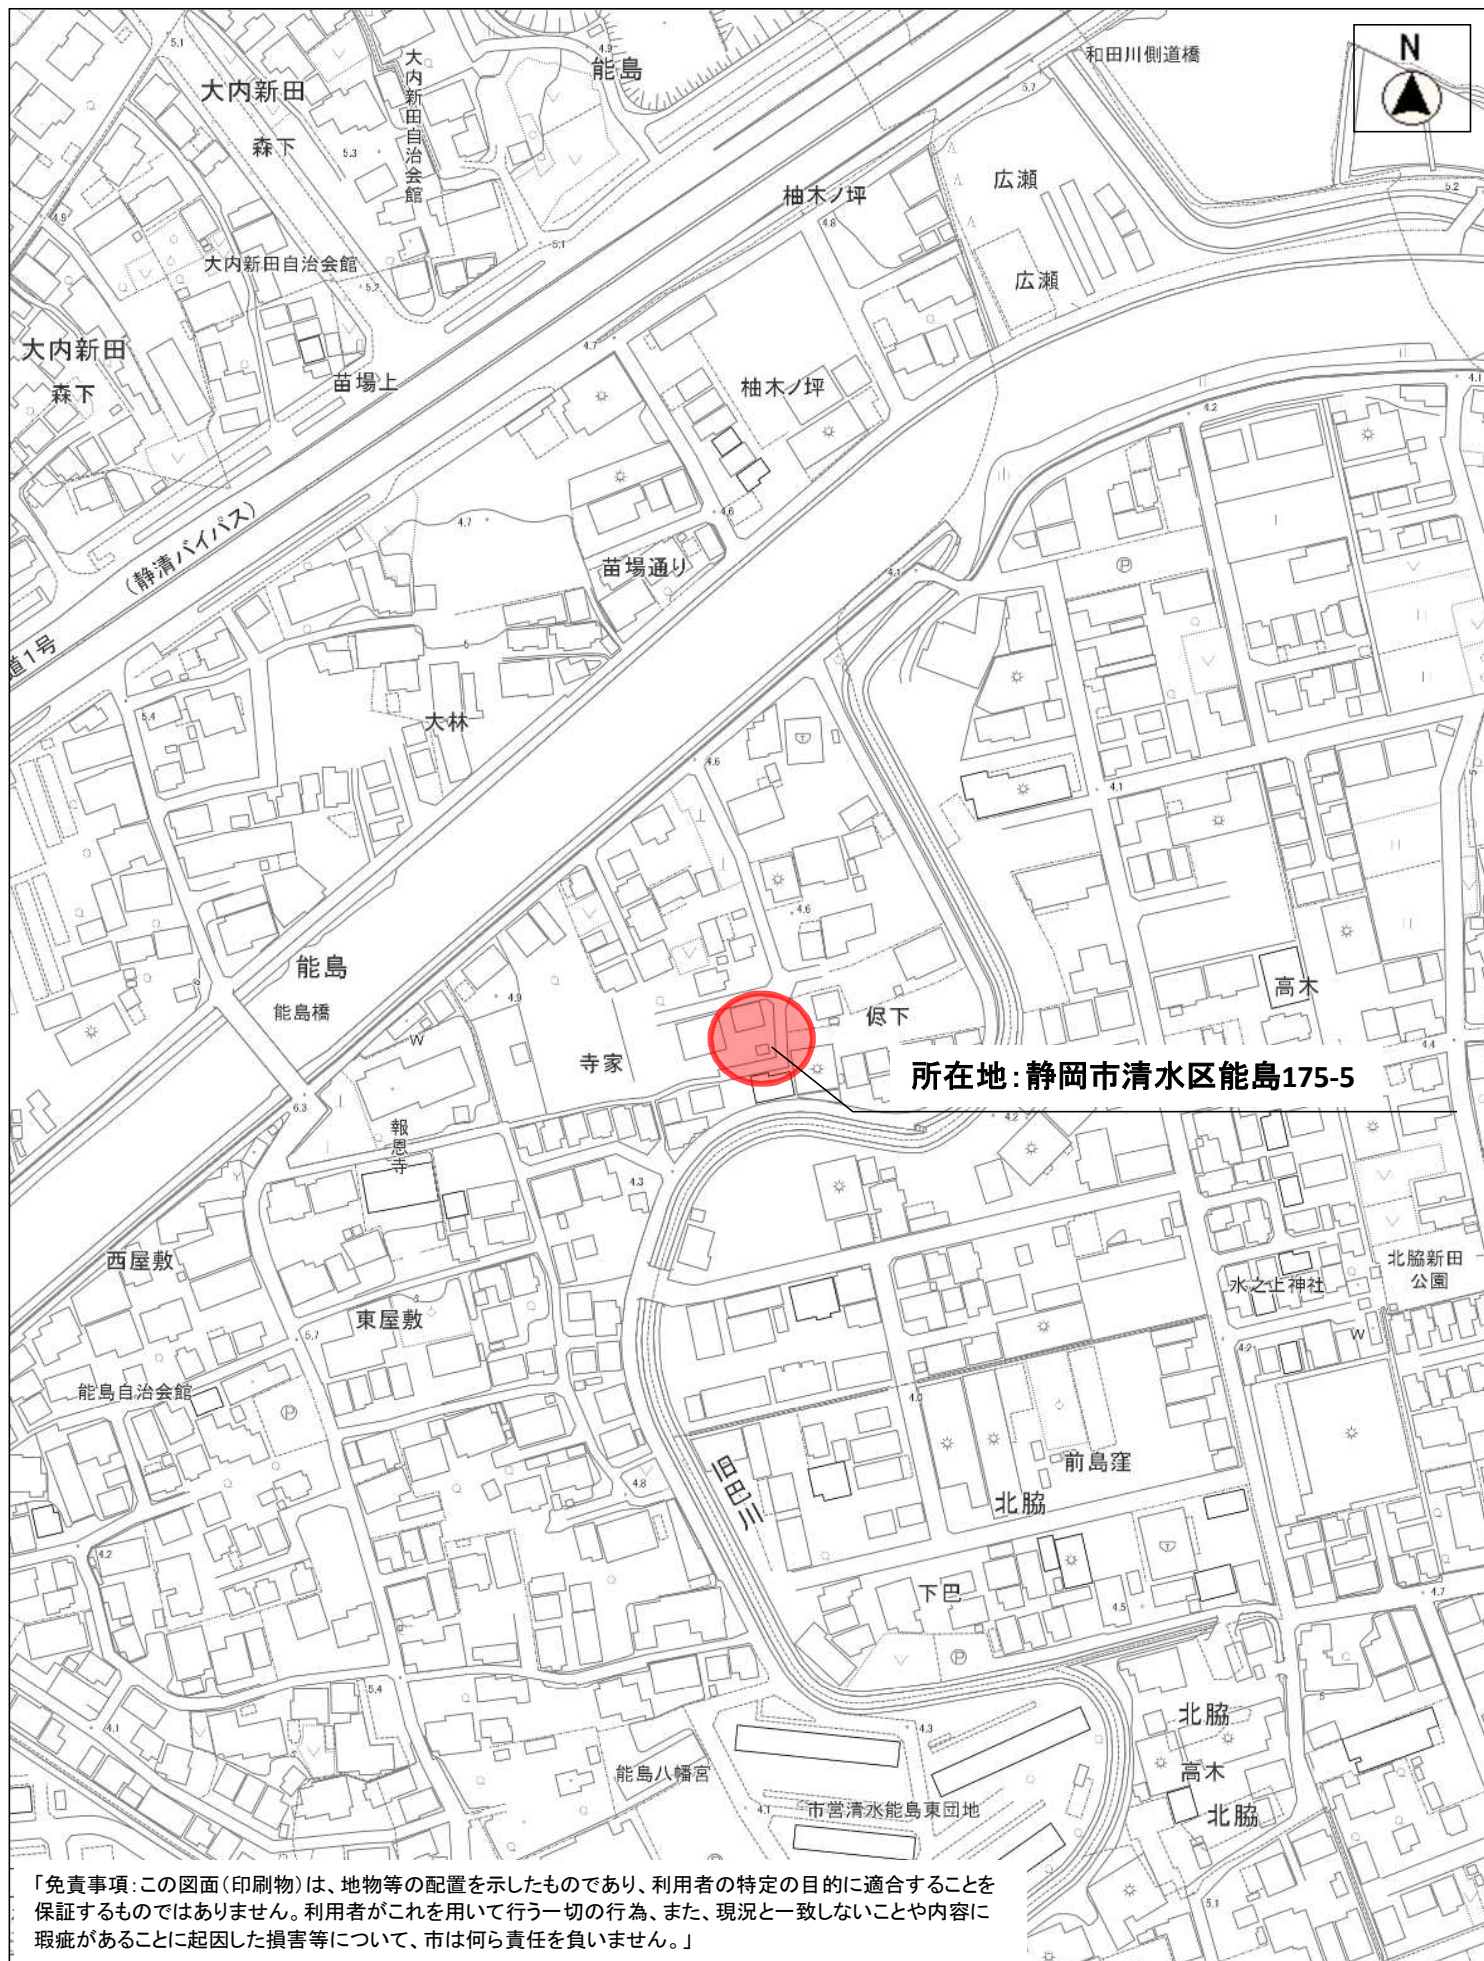 N
和田川側道橋
能島
大内新田
大内新田自治会館
森下
柚木ノ坪
広瀬
大内新田自治会館
広瀬
大内新田
森下
苗場上
柚木ノ坪
(静清バイパス)
苗場通り
道1号
大林
能島
能島橋
高木
寺家
侭下
所在地：静岡市清水区能島175-5
報恩寺
西屋敷
北脇新田
公園
水之上神社
東屋敷
能島自治会館
前島窪
北脇
下巴
北脇
高木
北脇
能島八幡宮
市営清水能島東団地
「免責事項：この図面（印刷物）は、地物等の配置を示したものであり、利用者の特定の目的に適合することを
保証するものではありません。利用者がこれを用いて行う一切の行為、また、現況と一致しないことや内容に
瑕疵があることに起因した損害等について、市は何ら責任を負いません。」